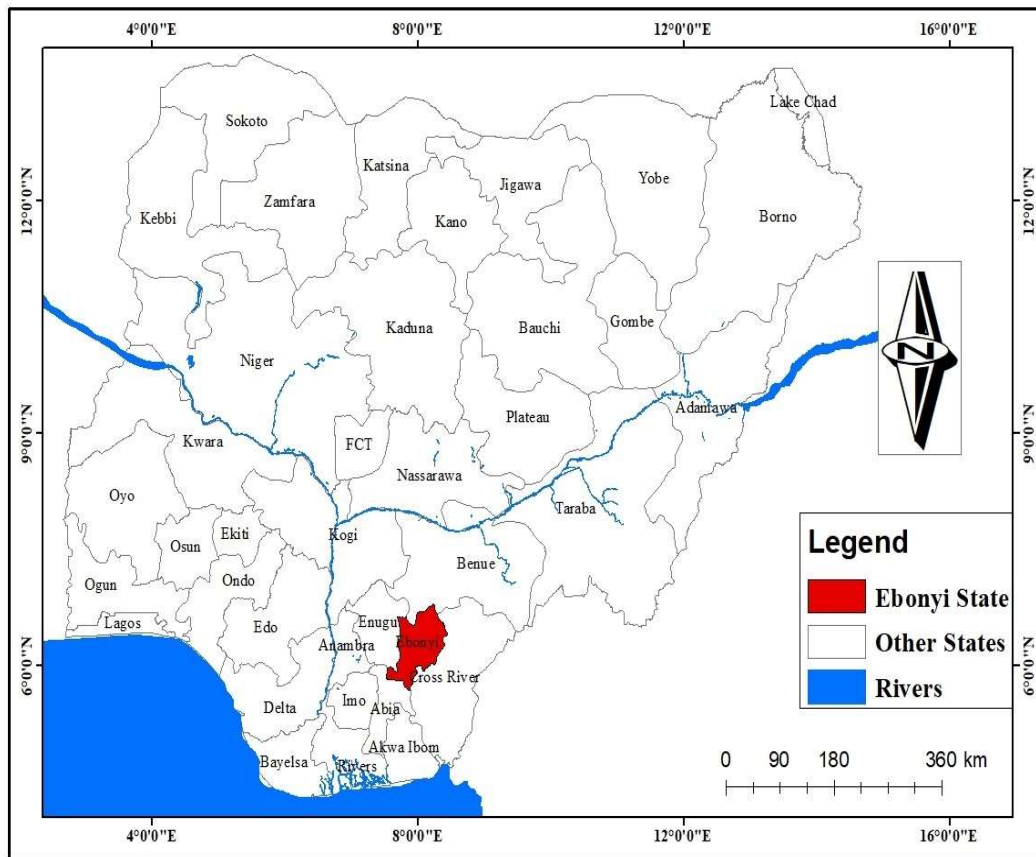 4°0'0"E 8°0'0"E 12°0'0"E 16°0'0"E
Lake Chad
Sokoto
Katsina
Yobe
Jigawa
12°0'0"N 12°0'0"N
Zamfara
Kebbi
Kano
Borno
Kaduna
Bauchi
Gombe
N
Niger
Adamawa
Plateau
9°0'0"N 9°0'0"N
Kwara
FCT
Nassarawa
Oyo
Taraba
Kogi
Ekiti
Osun
Benue
Legend
Ondo
Ogun
Ebonyi State
Lagos
Enugu
Edo
Ebonyi
Anambra
Other States
6°0'0"N 6°0'0"N
Cross River
Rivers
Imo
Delta
Abia
Akwa Ibom
Bayelsa
Rivers
0 90 180 360 km
4°0'0"E 8°0'0"E 12°0'0"E 16°0'0"E